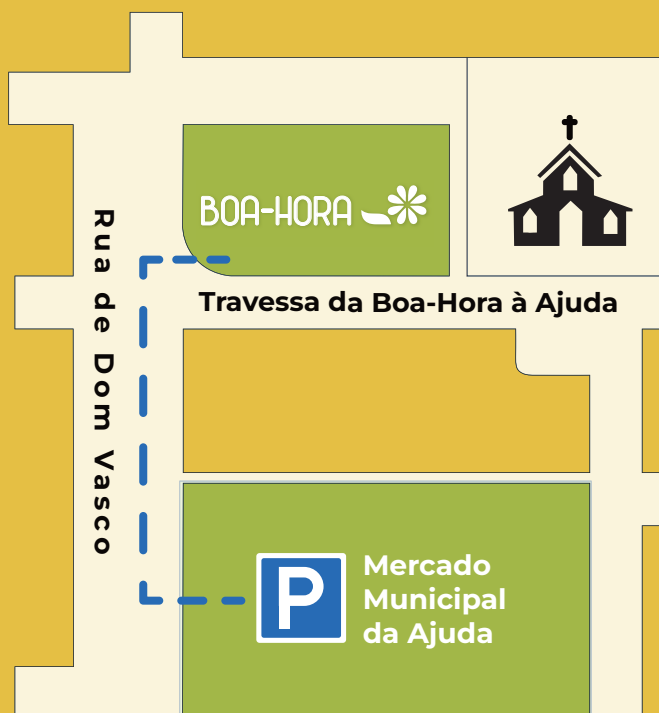 BOA-HORA
Travessa da Boa-Hora à Ajuda
Rua de Dom Vasco
P
Mercado
Municipal
da Ajuda